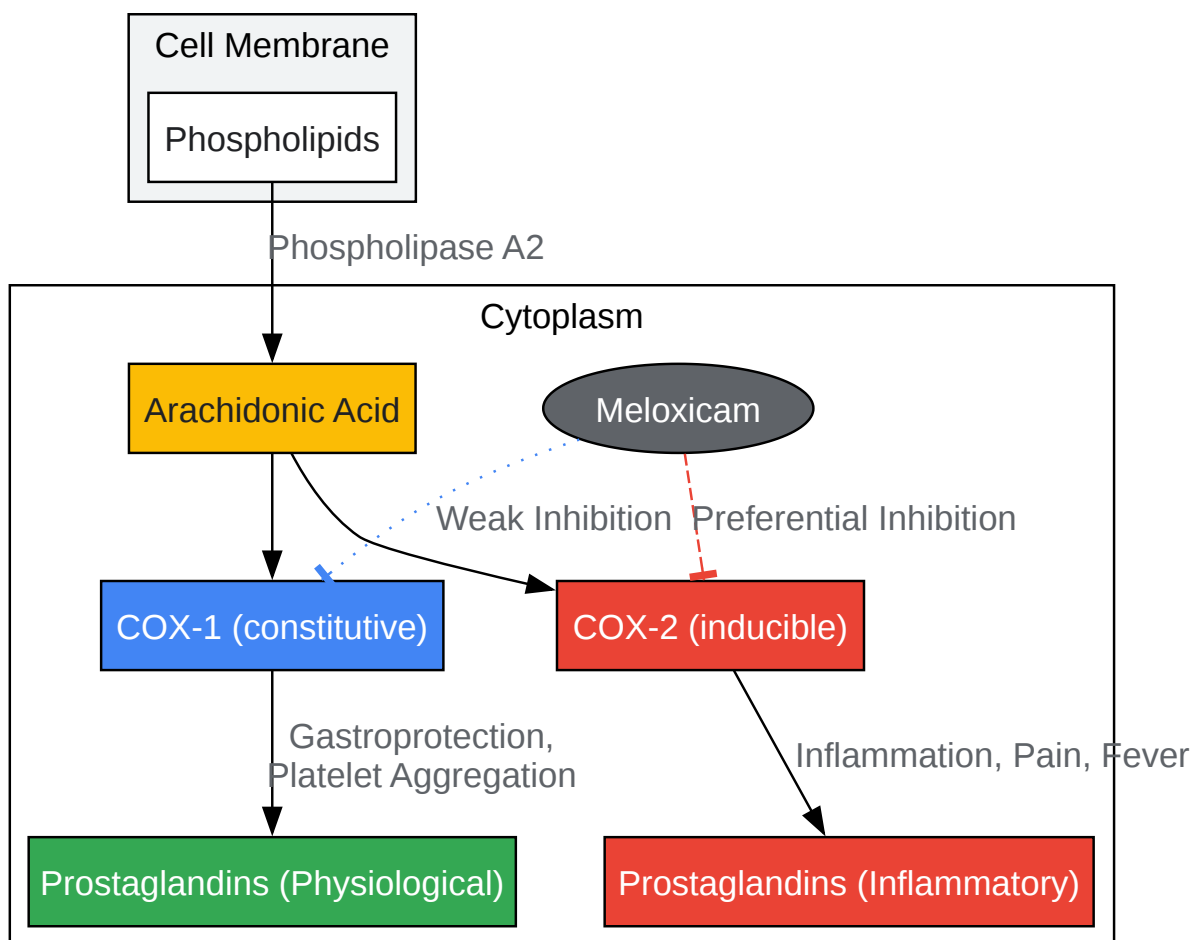 Cell Membrane
Phospholipids
Phospholipase A2
Cytoplasm
Arachidonic Acid
Meloxicam
Weak Inhibition
Preferential Inhibition
COX-1 (constitutive)
COX-2 (inducible)
Gastroprotection,
Platelet Aggregation
Inflammation, Pain, Fever
Prostaglandins (Physiological)
Prostaglandins (Inflammatory)